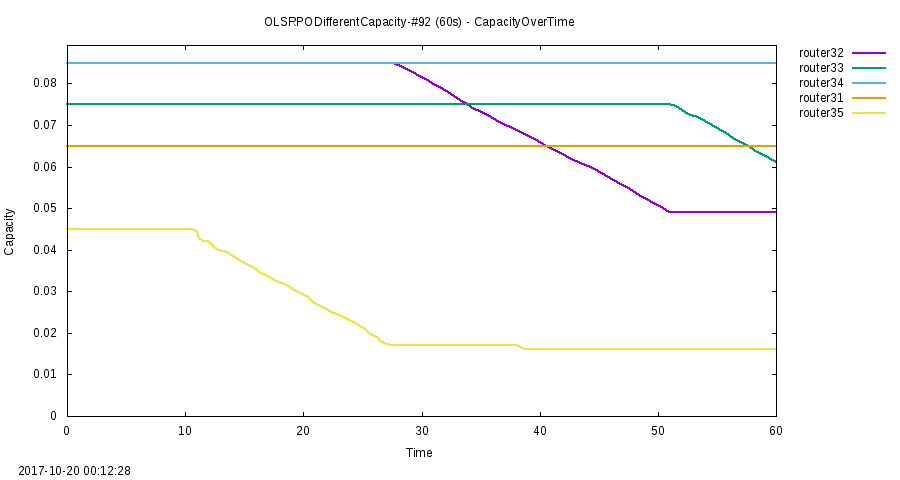 OLSRPODifferentCapacity-#92 (60s) - CapacityOverTime
router32
router33
router34
router31
router35
0.08
0.07
0.06
0.05
0.04
0.03
0.02
0.01
0
Capacity
0 10 20 30 40 50 60
Time
2017-10-20 00:12:28